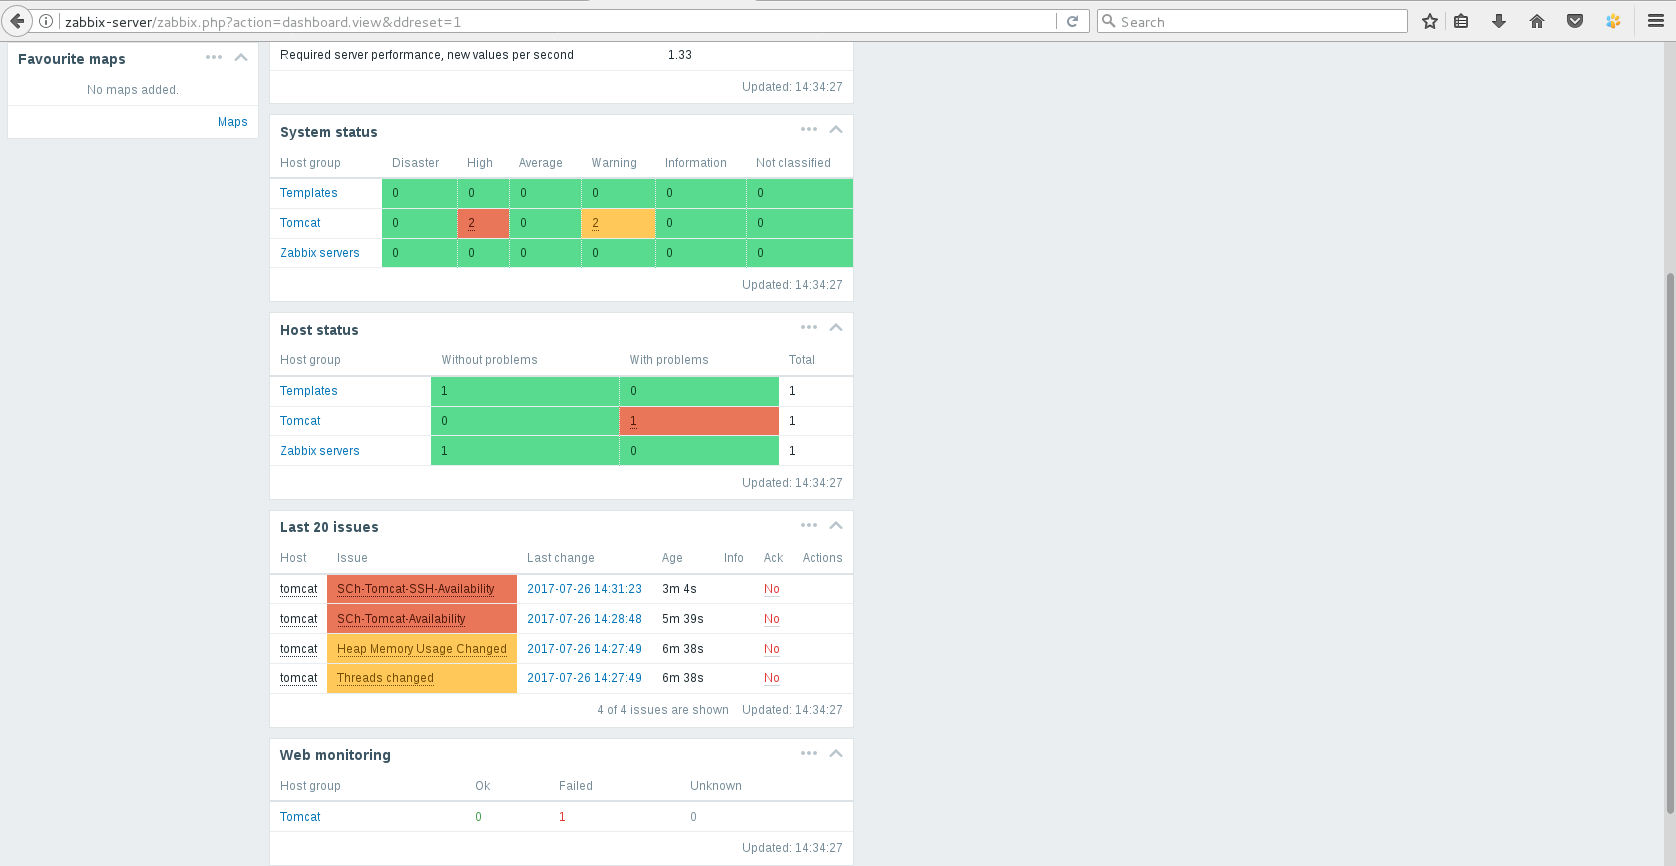 zabbix-server/zabbix.php?action=dashboard.view&ddreset=1
Search
Favourite maps
No maps added.
Maps
Required server performance, new values per second 1.33
Updated: 14:34:27
System status
Host group Disaster High Average Warning Information Not classified
Templates 0 0 0 0 0 0
Tomcat 0 2 0 2 0 0
Zabbix servers 0 0 0 0 0 0
Updated: 14:34:27
Host status
Host group Without problems With problems Total
Templates 1 0 1
Tomcat 0 1 1
Zabbix servers 1 0 1
Updated: 14:34:27
Last 20 issues
Host Issue Last change Age Info Ack Actions
tomcat SCh-Tomcat-SSH-Availability 2017-07-26 14:31:23 3m 4s No
tomcat SCh-Tomcat-Availability 2017-07-26 14:28:48 5m 39s No
tomcat Heap Memory Usage Changed 2017-07-26 14:27:49 6m 38s No
tomcat Threads changed 2017-07-26 14:27:49 6m 38s No
4 of 4 issues are shown Updated: 14:34:27
Web monitoring
Host group Ok Failed Unknown
Tomcat 0 1 0
Updated: 14:34:27